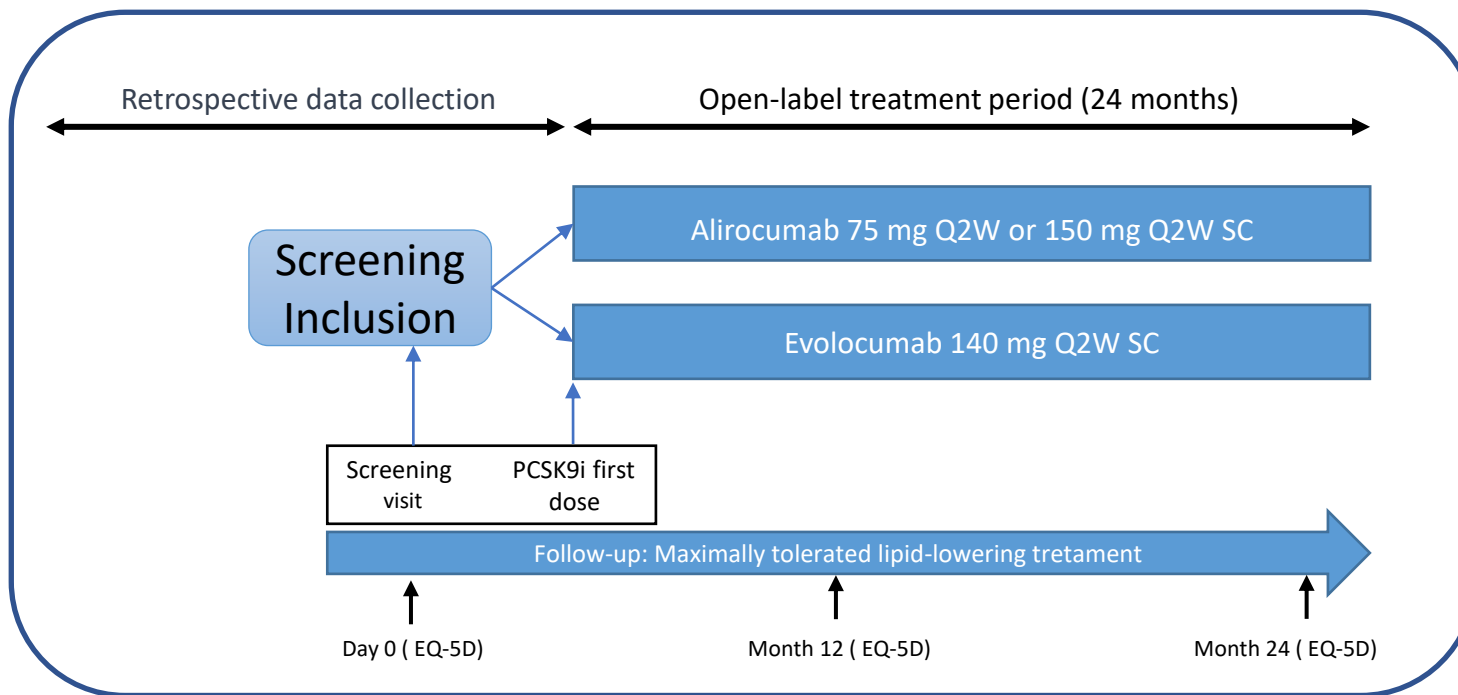 Retrospective data collection
Open-label treatment period (24 months)
Alirocumab 75 mg Q2W or 150 mg Q2W SC
Screening
Inclusion
Evolocumab 140 mg Q2W SC
Screening
visit
PCSK9i first
dose
Follow-up: Maximally tolerated lipid-lowering tretament
Day 0 ( EQ-5D)
Month 12 ( EQ-5D)
Month 24 ( EQ-5D)